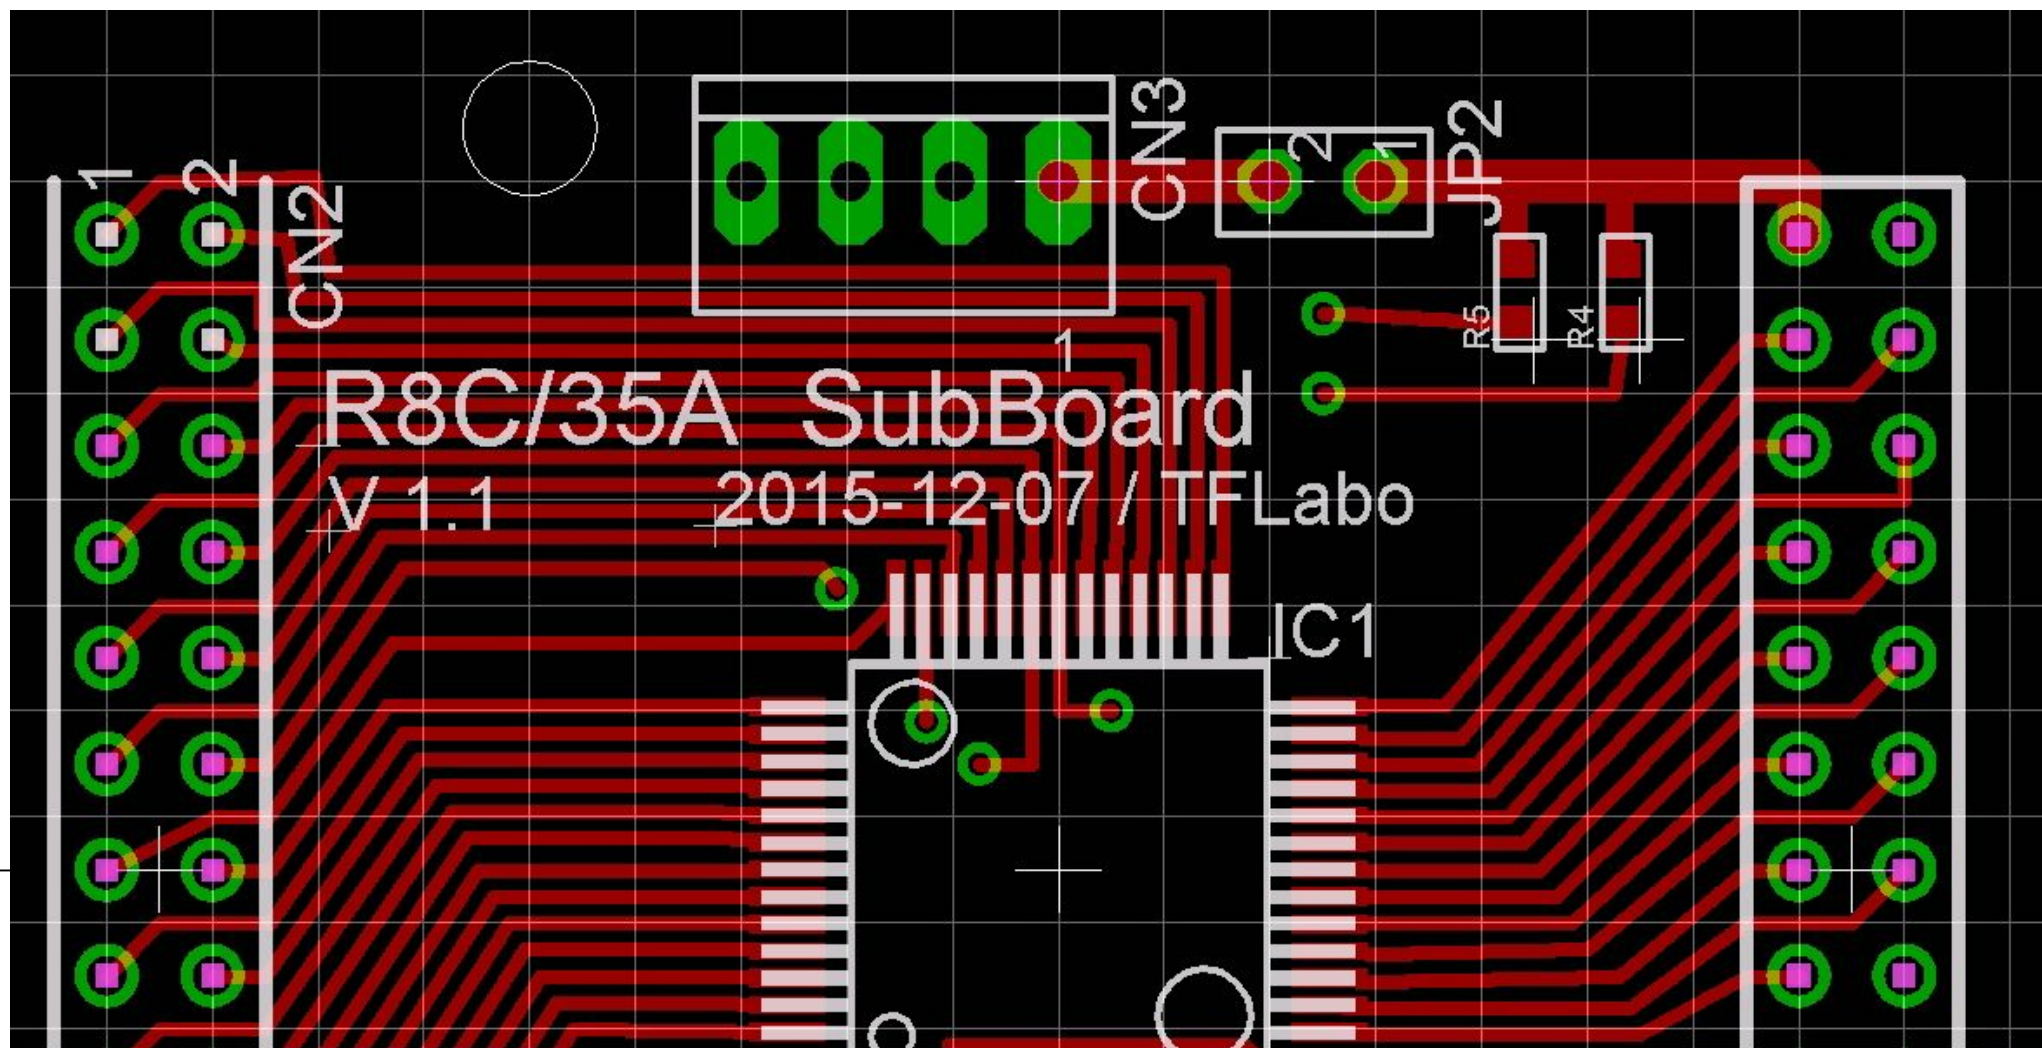 1
2
CN2
CN3
2
1
JP2
R5
R4
1
R8C/35A SubBoard
V 1.1
2015-12-07 / TFLabo
IC1